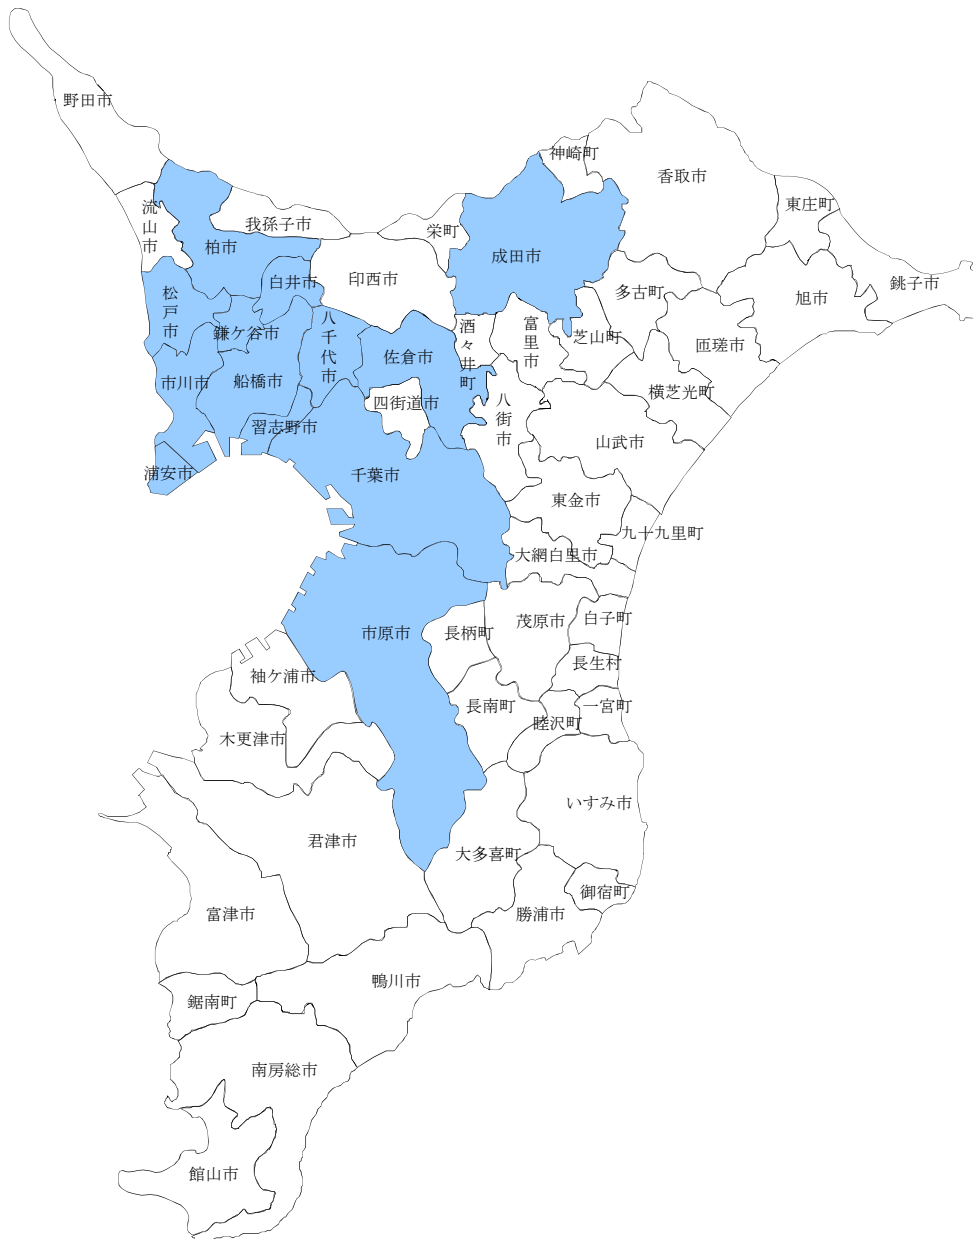 野田市
神崎町
香取市
東庄町
流山市
我孫子市
栄町
柏市
成田市
印西市
白井市
銚子市
多古町
旭市
松戸市
鎌ケ谷市
八千代市
佐倉市
酒々井町
富里市
芝山町
匝瑳市
市川市
船橋市
四街道市
八街市
横芝光町
習志野市
山武市
浦安市
千葉市
東金市
九十九里町
大網白里市
市原市
長柄町
茂原市
白子町
長生村
袖ケ浦市
長南町
睦沢町
一宮町
木更津市
いすみ市
君津市
大多喜町
御宿町
富津市
勝浦市
鴨川市
鋸南町
南房総市
館山市